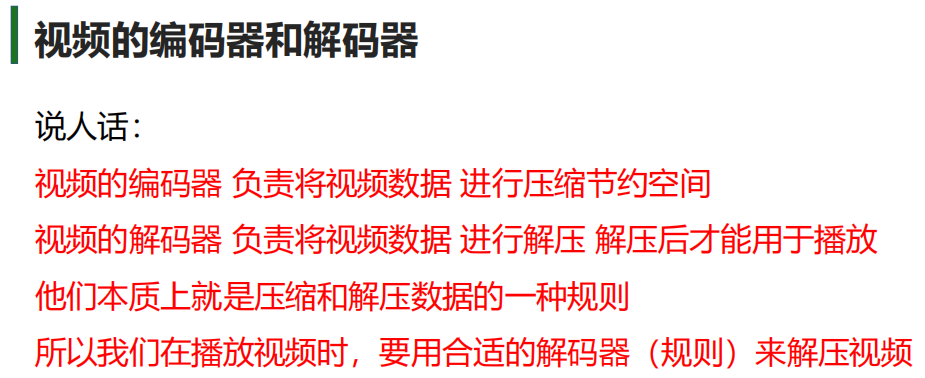 视频的编码器和解码器
说人话：
视频的编码器 负责将视频数据 进行压缩节约空间
视频的解码器 负责将视频数据 进行解压 解压后才能用于播放
他们本质上就是压缩和解压数据的一种规则
所以我们在播放视频时，要用合适的解码器（规则）来解压视频